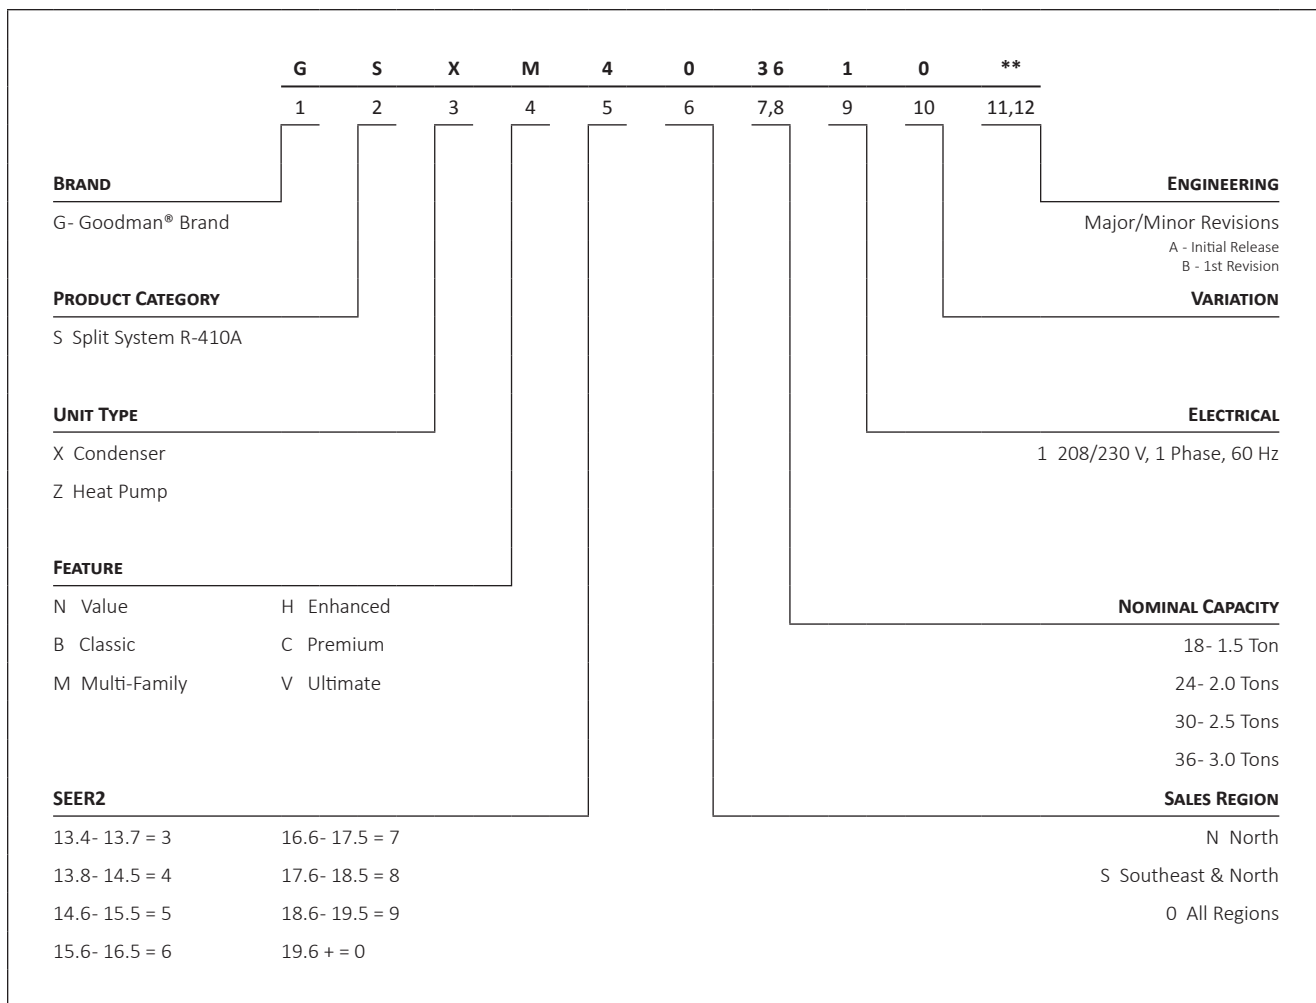 G S X M 4 0 3 6 1 0 **
1 2 3 4 5 6 7,8 9 10 11,12
BRAND
G- Goodman® Brand
PRODUCT CATEGORY
S Split System R-410A
UNIT TYPE
X Condenser
Z Heat Pump
FEATURE
N Value H Enhanced
B Classic C Premium
M Multi-Family V Ultimate
SEER2
13.4- 13.7 = 3 16.6- 17.5 = 7
13.8- 14.5 = 4 17.6- 18.5 = 8
14.6- 15.5 = 5 18.6- 19.5 = 9
15.6- 16.5 = 6 19.6 + = 0
ENGINEERING
Major/Minor Revisions
A - Initial Release
B - 1st Revision
VARIATION
ELECTRICAL
1 208/230 V, 1 Phase, 60 Hz
NOMINAL CAPACITY
18- 1.5 Ton
24- 2.0 Tons
30- 2.5 Tons
36- 3.0 Tons
SALES REGION
N North
S Southeast & North
0 All Regions